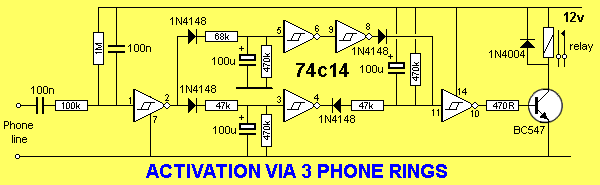 14
12v
1N4148
5
6
9
8
1N4004
relay
68k
1N4148
1M
100n
100u
470k
74c14
470k
1N4148
100n
100k
1
2
47k
3
4
47k
100u
11
10
470R
Phone
line
7
100u
470k
1N4148
BC547
ACTIVATION VIA 3 PHONE RINGS